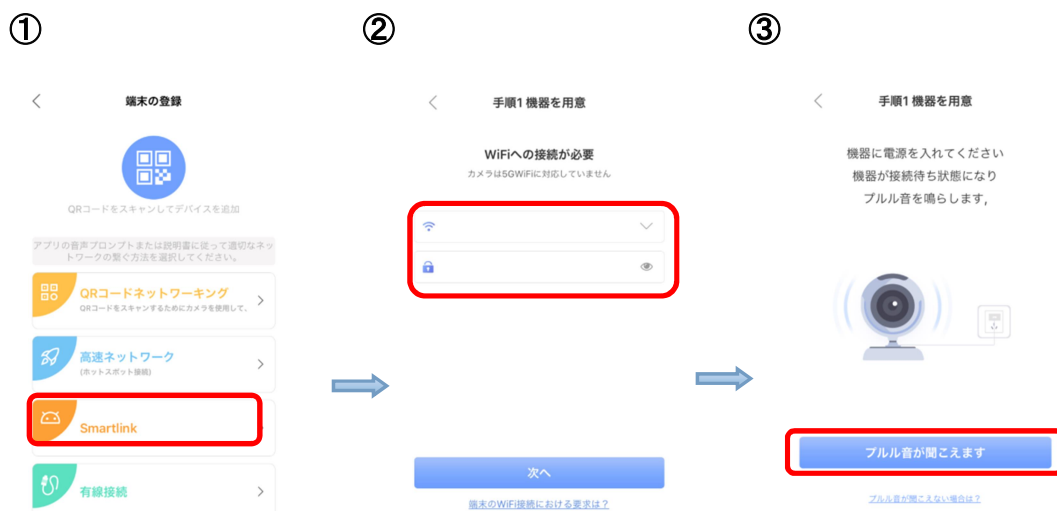 ①
端末の登録
QRコードをスキャンしてデバイスを追加
アプリの音声プロンプトまたは説明書に従って適切なネッ
トワークの繋ぐ方法を選択してください。
QRコードネットワーキング
QRコードをスキャンするためにカメラを使用して、
高速ネットワーク
(ホットスポット接続)
Smartlink
有線接続
②
手順1 機器を用意
WiFiへの接続が必要
カメラは5GWiFiに対応していません
次へ
端末のWiFi接続における要求は？
③
手順1 機器を用意
機器に電源を入れてください
機器が接続待ち状態になり
プルル音を鳴らします,
プルル音が聞こえます
プルル音が聞こえない場合は？